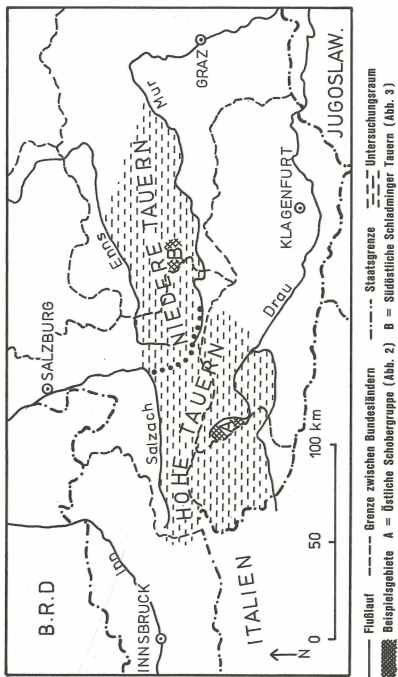 B.R.D
SALZBURG
Inn
INNSBRUCK
Salzach
Enns
Mur
GRAZ
NIEDERE TAUERN
B
HOHE TAUERN
A
Drau
KLAGENFURT
ITALIEN
JUGOSLAW.
N
0 50 100 km
Flußlauf Grenze zwischen Bundesländern Staatsgrenze Untersuchungsraum
Beispielsgebiete A = Östliche Schobergruppe (Abb. 2) B = Südöstliche Schladminger Tauern (Abb. 3)